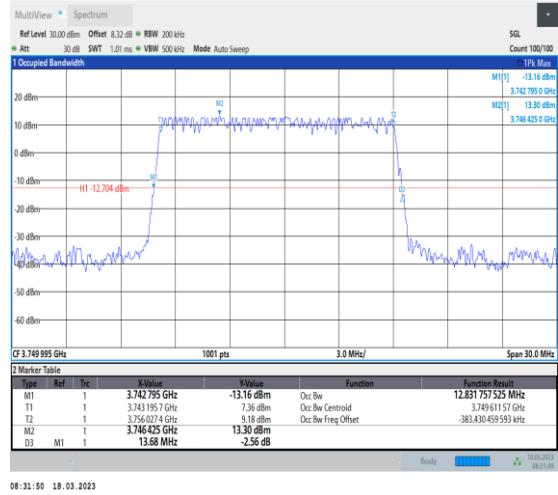 MultiView Spectrum
Ref Level 30.00 dBm Offset 8.32 dB RBW 200 kHz SGL
Att 30 dB SWT 1.01 ms VBW 500 kHz Mode Auto Sweep Count 100/100
1 Occupied Bandwidth 1Pk Max
M1[1] -13.16 dBm
3.742 795 0 GHz
M2[1] 13.30 dBm
3.746 425 0 GHz
20 dBm
M2
T1
10 dBm
0 dBm
-10 dBm
M1
D3
H1 -12.704 dBm
-20 dBm
-30 dBm
-40 dBm
-50 dBm
-60 dBm
CF 3.749 995 GHz 1001 pts 3.0 MHz/ Span 30.0 MHz
2 Marker Table
Type Ref Trc X-Value Y-Value Function Function Result
M1 1 3.742 795 GHz -13.16 dBm Occ Bw 12.831 757 525 MHz
T1 1 3.743 195 7 GHz 7.36 dBm Occ Bw Centroid 3.749 611 57 GHz
T2 1 3.756 027 4 GHz 9.18 dBm Occ Bw Freq Offset -383.430 459 593 kHz
M2 1 3.746 425 GHz 13.30 dBm
D3 M1 1 13.68 MHz -2.56 dB
Ready 18.03.2023
08:31:49
08:31:50 18.03.2023